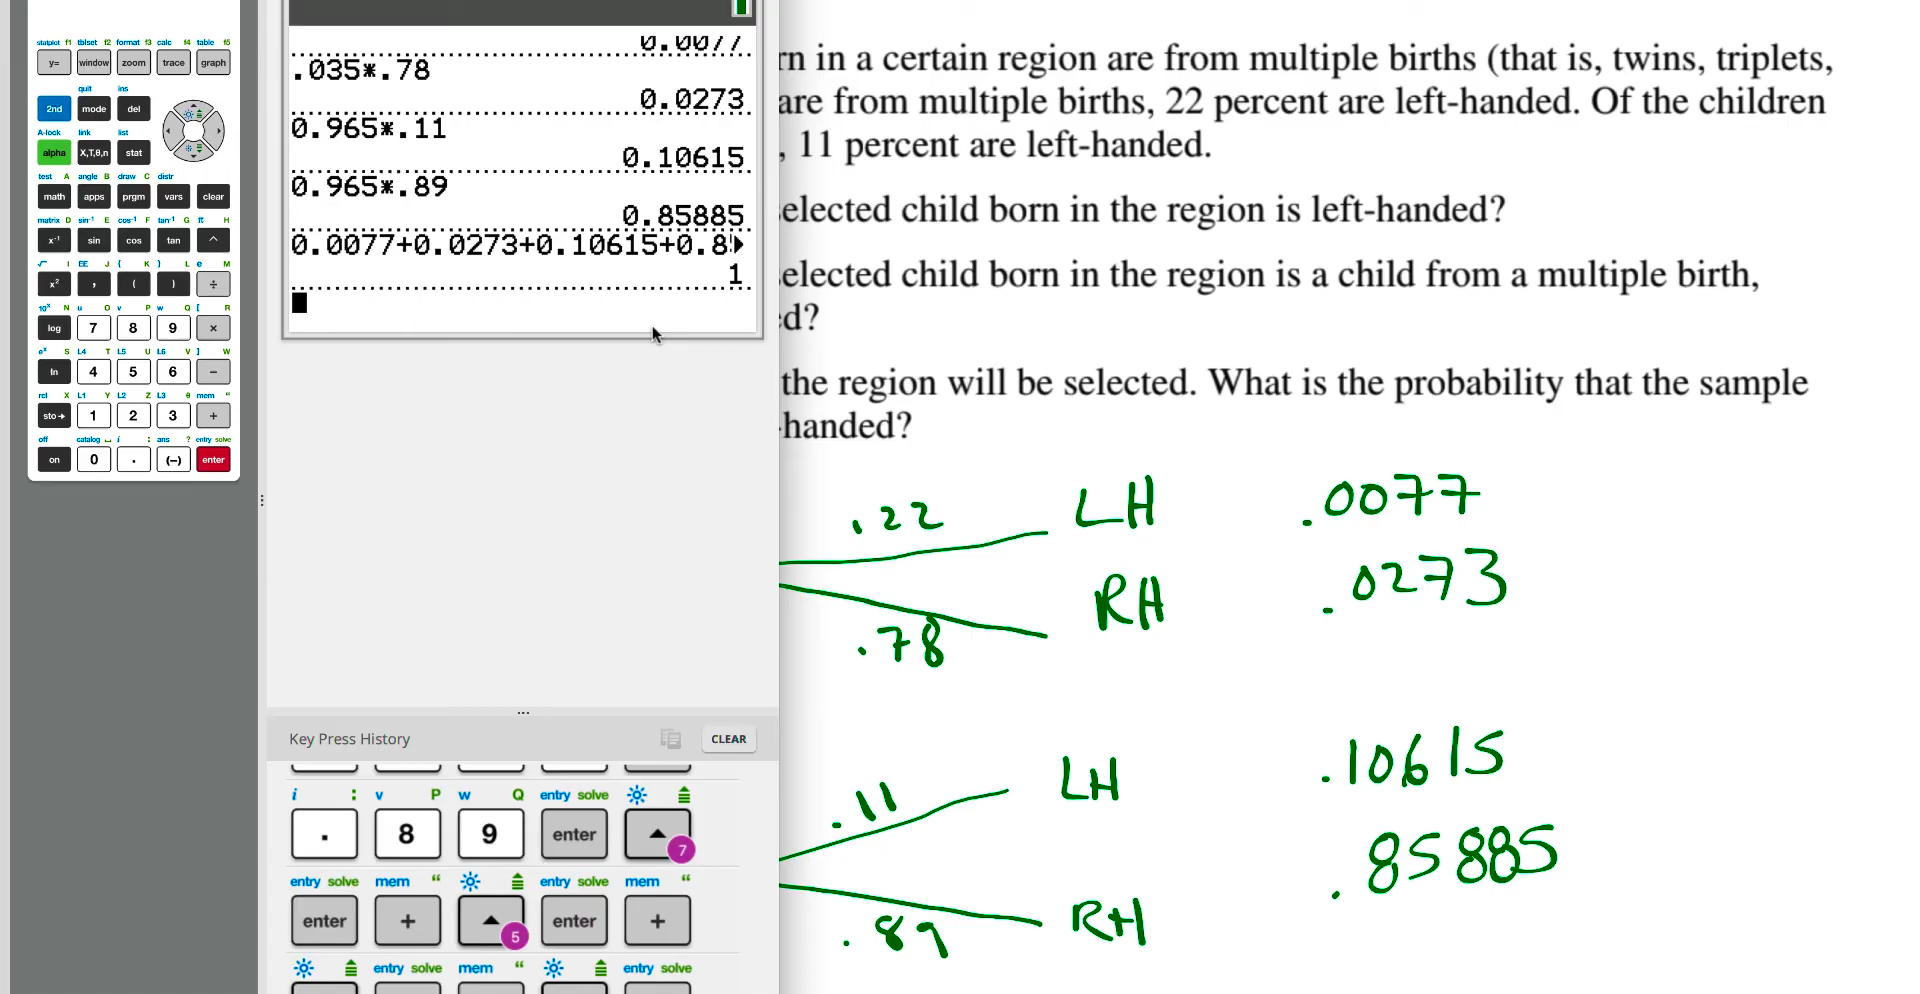 statplot f1 tblset f2 format f3 calc f4 table f5
y= window zoom trace graph
quit ins
2nd mode del
A-lock link list
alpha X,T,θ,n stat
test A angle B draw C distr
math apps prgm vars clear
matrix D sin⁻¹ E cos⁻¹ F tan⁻¹ G π H
x⁻¹ sin cos tan ^
√ I EE J { K } L e M
x² , ( ) ÷
10ˣ N u O v P w Q [ R
log 7 8 9 ×
eˣ S L4 T L5 U L6 V ] W
ln 4 5 6 −
rcl X L1 Y L2 Z L3 θ mem "
sto→ 1 2 3 +
off catalog ⎵ i : ans ? entry solve
on 0 . (−) enter
0.0077
.035*.78
0.0273
0.965*.11
0.10615
0.965*.89
0.85885
0.0077+0.0273+0.10615+0.8
1
Key Press History
CLEAR
i : v P w Q entry solve
. 8 9 enter
7
entry solve mem " entry solve mem "
enter + enter +
5
entry solve mem " entry solve
rn in a certain region are from multiple births (that is, twins, triplets,
are from multiple births, 22 percent are left-handed. Of the children
, 11 percent are left-handed.
elected child born in the region is left-handed?
elected child born in the region is a child from a multiple birth,
d?
the region will be selected. What is the probability that the sample
-handed?
.22 LH .0077
.78 RH .0273
.11 LH .10615
.89 RH .85885